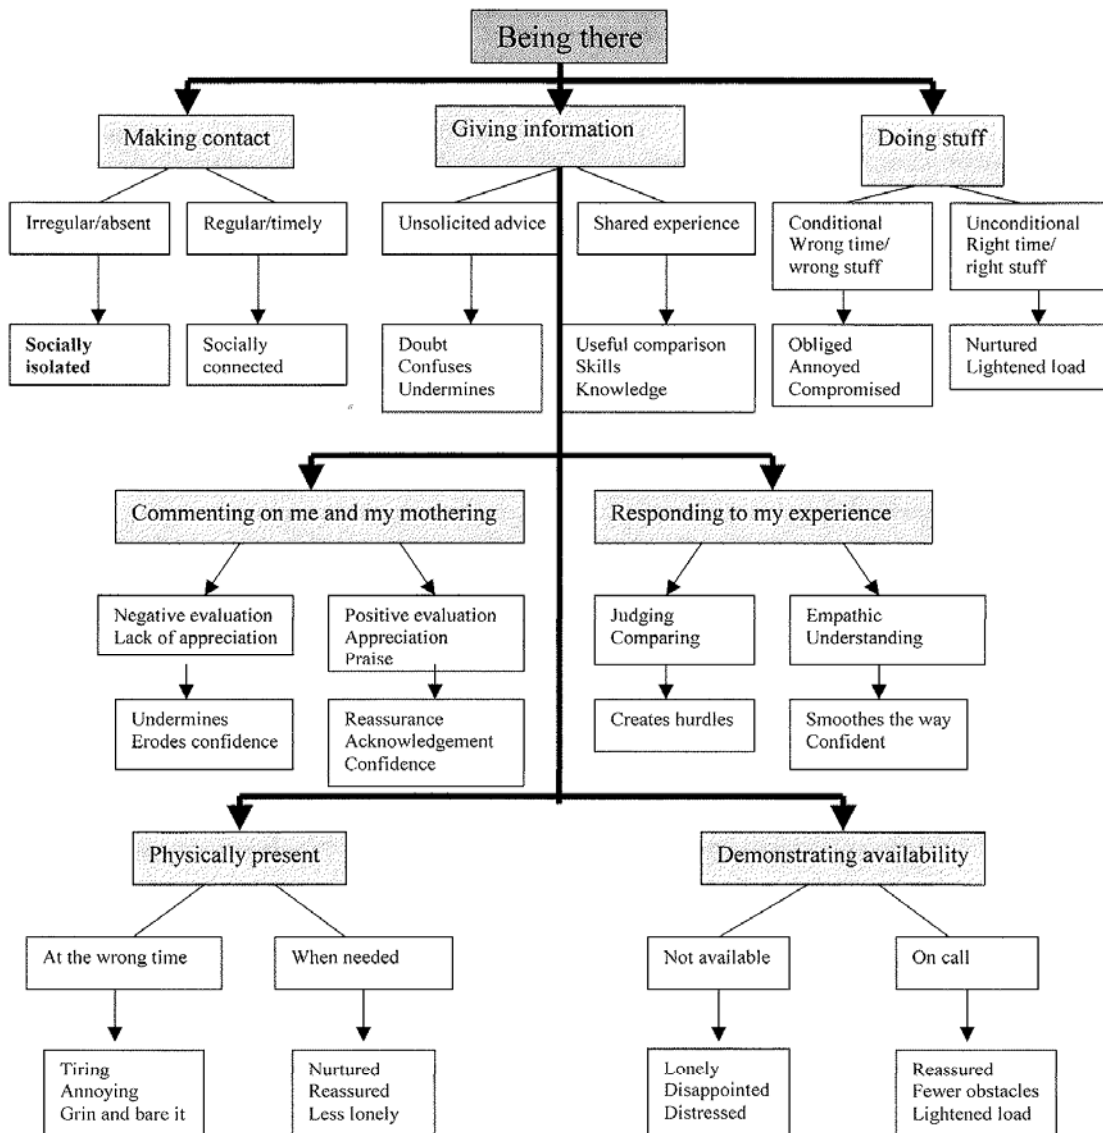 Being there
Making contact
Giving information
Doing stuff
Irregular/absent
Regular/timely
Unsolicited advice
Shared experience
Conditional
Wrong time/
wrong stuff
Unconditional
Right time/
right stuff
Socially
isolated
Socially
connected
Doubt
Confuses
Undermines
Useful comparison
Skills
Knowledge
Obliged
Annoyed
Compromised
Nurtured
Lightened load
Commenting on me and my mothering
Responding to my experience
Negative evaluation
Lack of appreciation
Positive evaluation
Appreciation
Praise
Judging
Comparing
Empathic
Understanding
Undermines
Erodes confidence
Reassurance
Acknowledgement
Confidence
Creates hurdles
Smoothes the way
Confident
Physically present
Demonstrating availability
At the wrong time
When needed
Not available
On call
Tiring
Annoying
Grin and bare it
Nurtured
Reassured
Less lonely
Lonely
Disappointed
Distressed
Reassured
Fewer obstacles
Lightened load